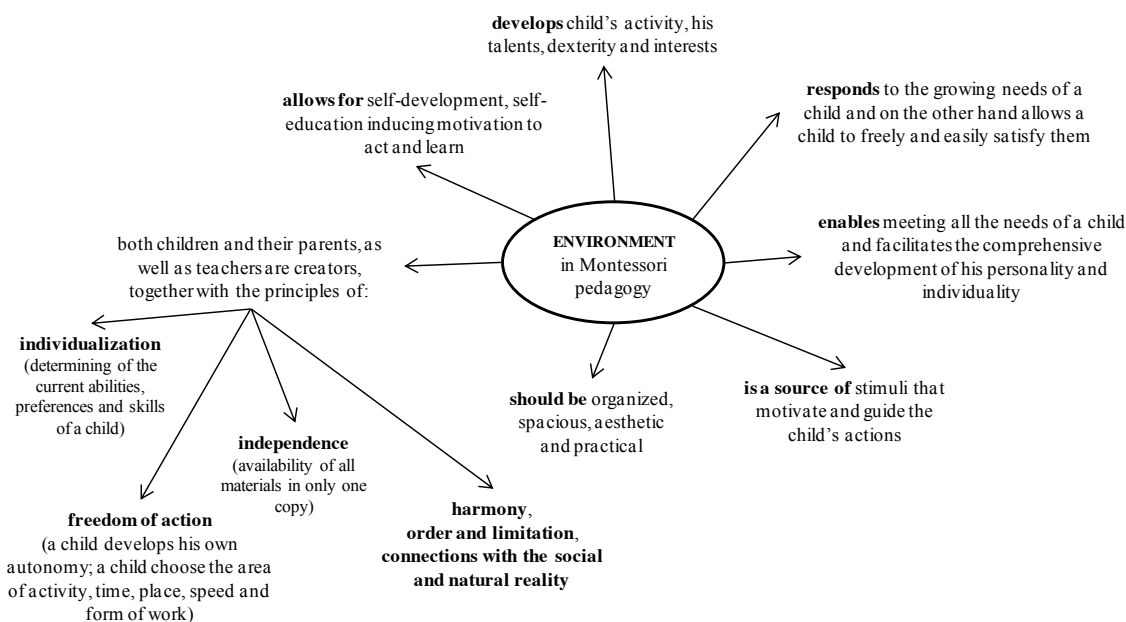 develops child's activity, his
talents, dexterity and interests
allows for self-development, self-
education inducing motivation to
act and learn
responds to the growing needs of a
child and on the other hand allows a
child to freely and easily satisfy them
ENVIRONMENT
in Montessori
pedagogy
enables meeting all the needs of a child
and facilitates the comprehensive
development of his personality and
individuality
both children and their parents, as
well as teachers are creators,
together with the principles of:
individualization
(determining of the
current abilities,
preferences and skills
of a child)
independence
(availability of all
materials in only one
copy)
should be organized,
spacious, aesthetic
and practical
is a source of stimuli that
motivate and guide the
child's actions
freedom of action
(a child develops his own
autonomy; a child choose the area
of activity, time, place, speed and
form of work)
harmony,
order and limitation,
connections with the social
and natural reality